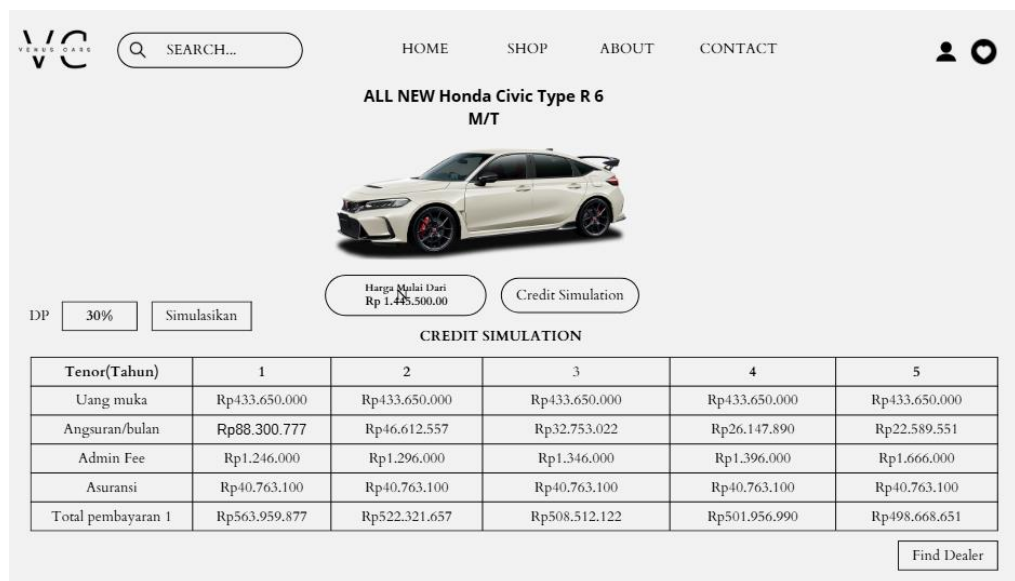 VC
VENUS CARS
SEARCH...
HOME SHOP ABOUT CONTACT
ALL NEW Honda Civic Type R 6
M/T
Harga Mulai Dari
Rp 1.445.500.00
Credit Simulation
DP 30% Simulasikan
CREDIT SIMULATION
Tenor(Tahun) 1 2 3 4 5
Uang muka Rp433.650.000 Rp433.650.000 Rp433.650.000 Rp433.650.000 Rp433.650.000
Angsuran/bulan Rp88.300.777 Rp46.612.557 Rp32.753.022 Rp26.147.890 Rp22.589.551
Admin Fee Rp1.246.000 Rp1.296.000 Rp1.346.000 Rp1.396.000 Rp1.666.000
Asuransi Rp40.763.100 Rp40.763.100 Rp40.763.100 Rp40.763.100 Rp40.763.100
Total pembayaran 1 Rp563.959.877 Rp522.321.657 Rp508.512.122 Rp501.956.990 Rp498.668.651
Find Dealer